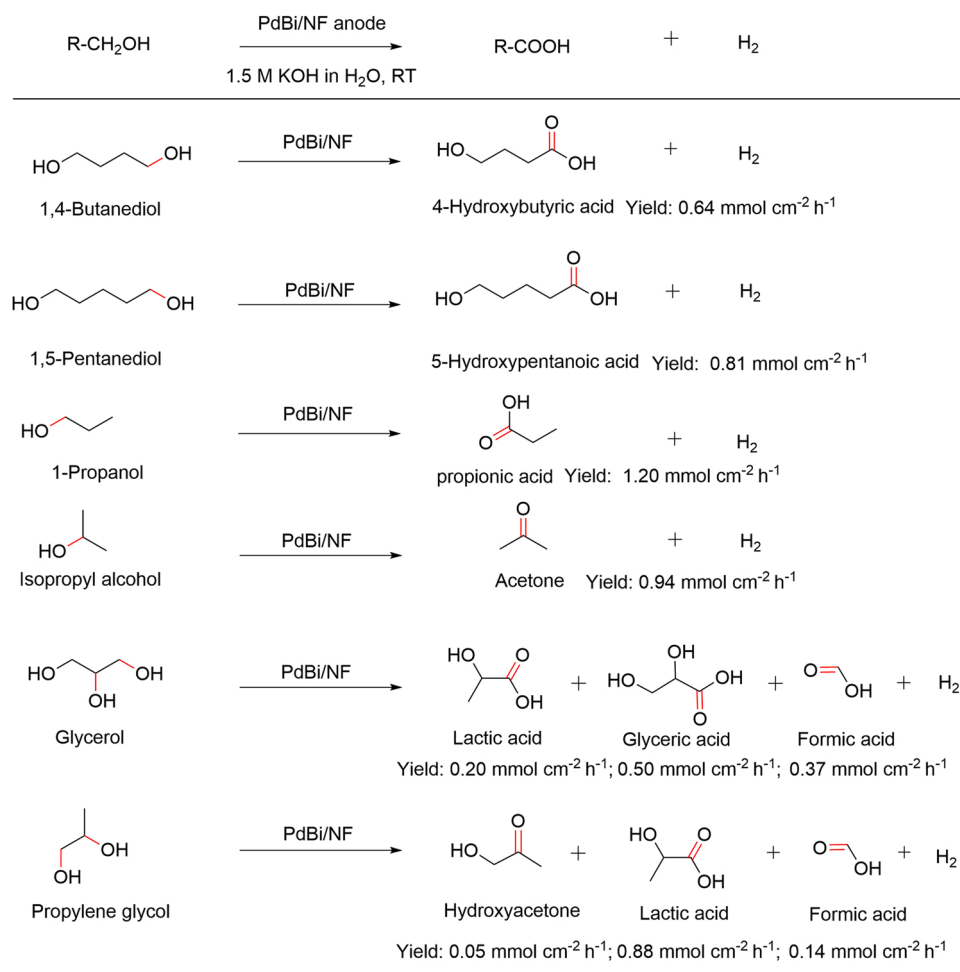 PdBi/NF anode
R-CH₂OH R-COOH + H₂
1.5 M KOH in H₂O, RT
HO OH PdBi/NF HO O OH + H₂
1,4-Butanediol 4-Hydroxybutyric acid Yield: 0.64 mmol cm⁻² h⁻¹
HO OH PdBi/NF HO O OH + H₂
1,5-Pentanediol 5-Hydroxypentanoic acid Yield: 0.81 mmol cm⁻² h⁻¹
HO PdBi/NF OH O + H₂
1-Propanol propionic acid Yield: 1.20 mmol cm⁻² h⁻¹
HO PdBi/NF O + H₂
Isopropyl alcohol Acetone Yield: 0.94 mmol cm⁻² h⁻¹
HO OH OH PdBi/NF HO O OH + HO OH OH O + O OH + H₂
Glycerol Lactic acid Glyceric acid Formic acid
Yield: 0.20 mmol cm⁻² h⁻¹; 0.50 mmol cm⁻² h⁻¹; 0.37 mmol cm⁻² h⁻¹
OH OH PdBi/NF HO O + HO O OH + O OH + H₂
Propylene glycol Hydroxyacetone Lactic acid Formic acid
Yield: 0.05 mmol cm⁻² h⁻¹; 0.88 mmol cm⁻² h⁻¹; 0.14 mmol cm⁻² h⁻¹